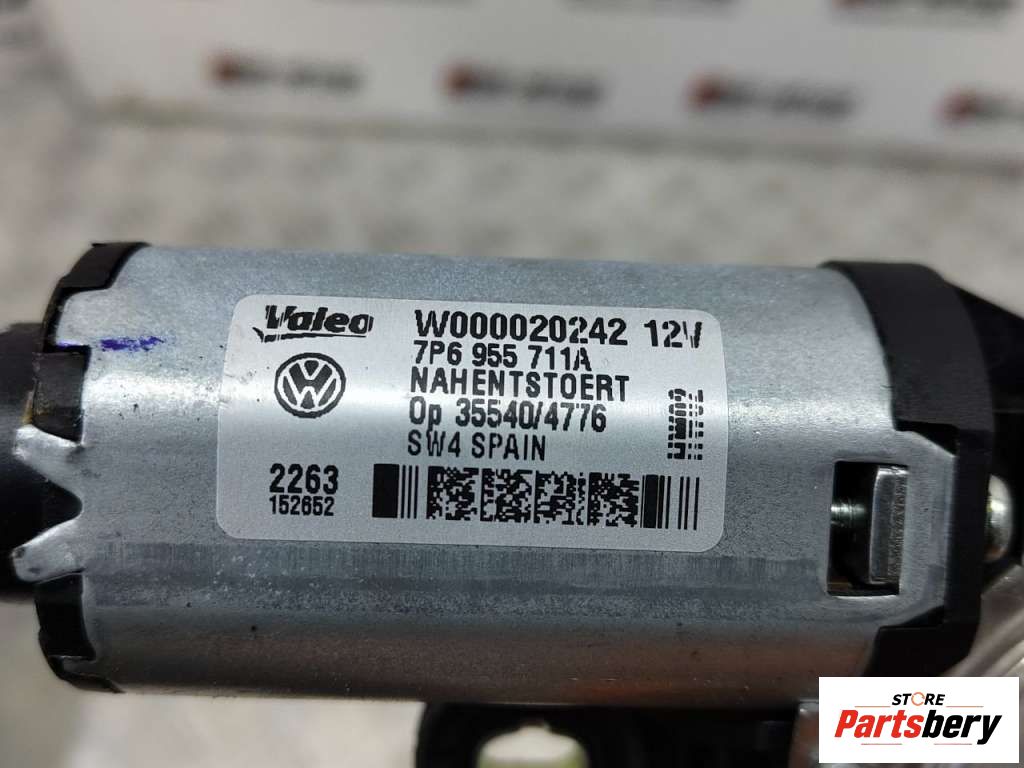 Valeo W000020242 12V
7P6 955 711A
NAHENTSTOERT
Op 35540/4776
SW4 SPAIN
2263
152652
STORE
Partsbery